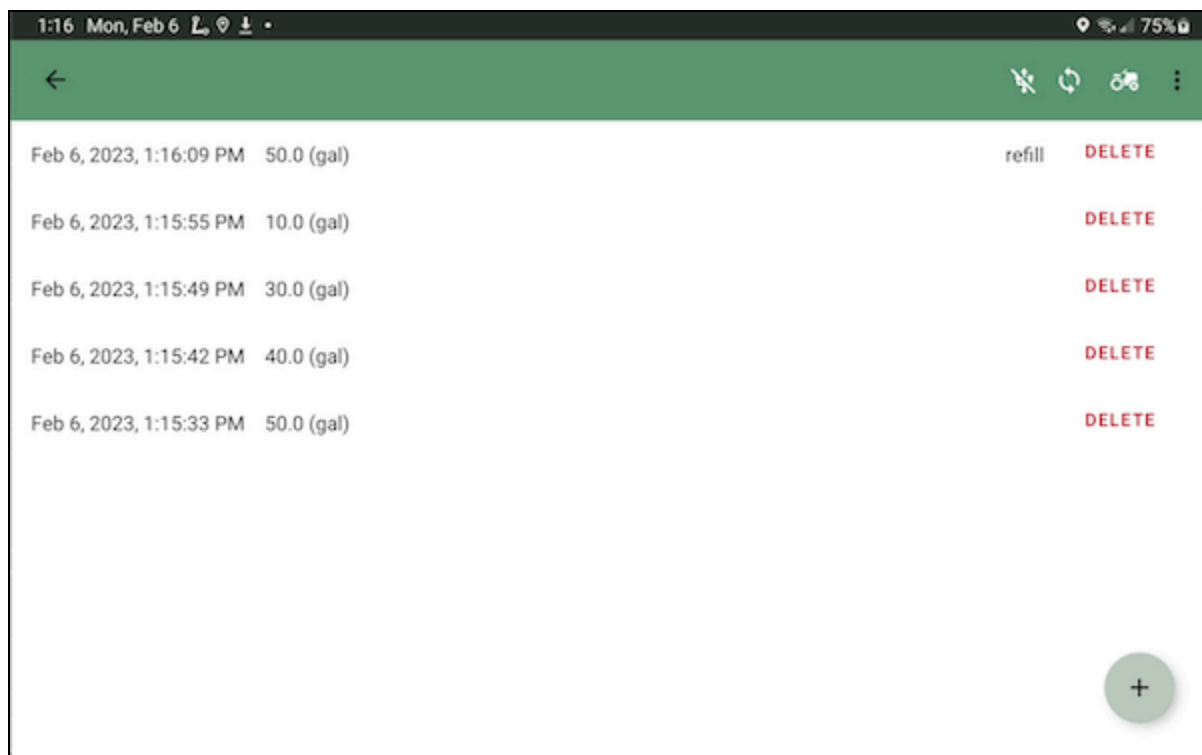 1:16 Mon, Feb 6 75%
Feb 6, 2023, 1:16:09 PM 50.0 (gal) refill DELETE
Feb 6, 2023, 1:15:55 PM 10.0 (gal) DELETE
Feb 6, 2023, 1:15:49 PM 30.0 (gal) DELETE
Feb 6, 2023, 1:15:42 PM 40.0 (gal) DELETE
Feb 6, 2023, 1:15:33 PM 50.0 (gal) DELETE
+